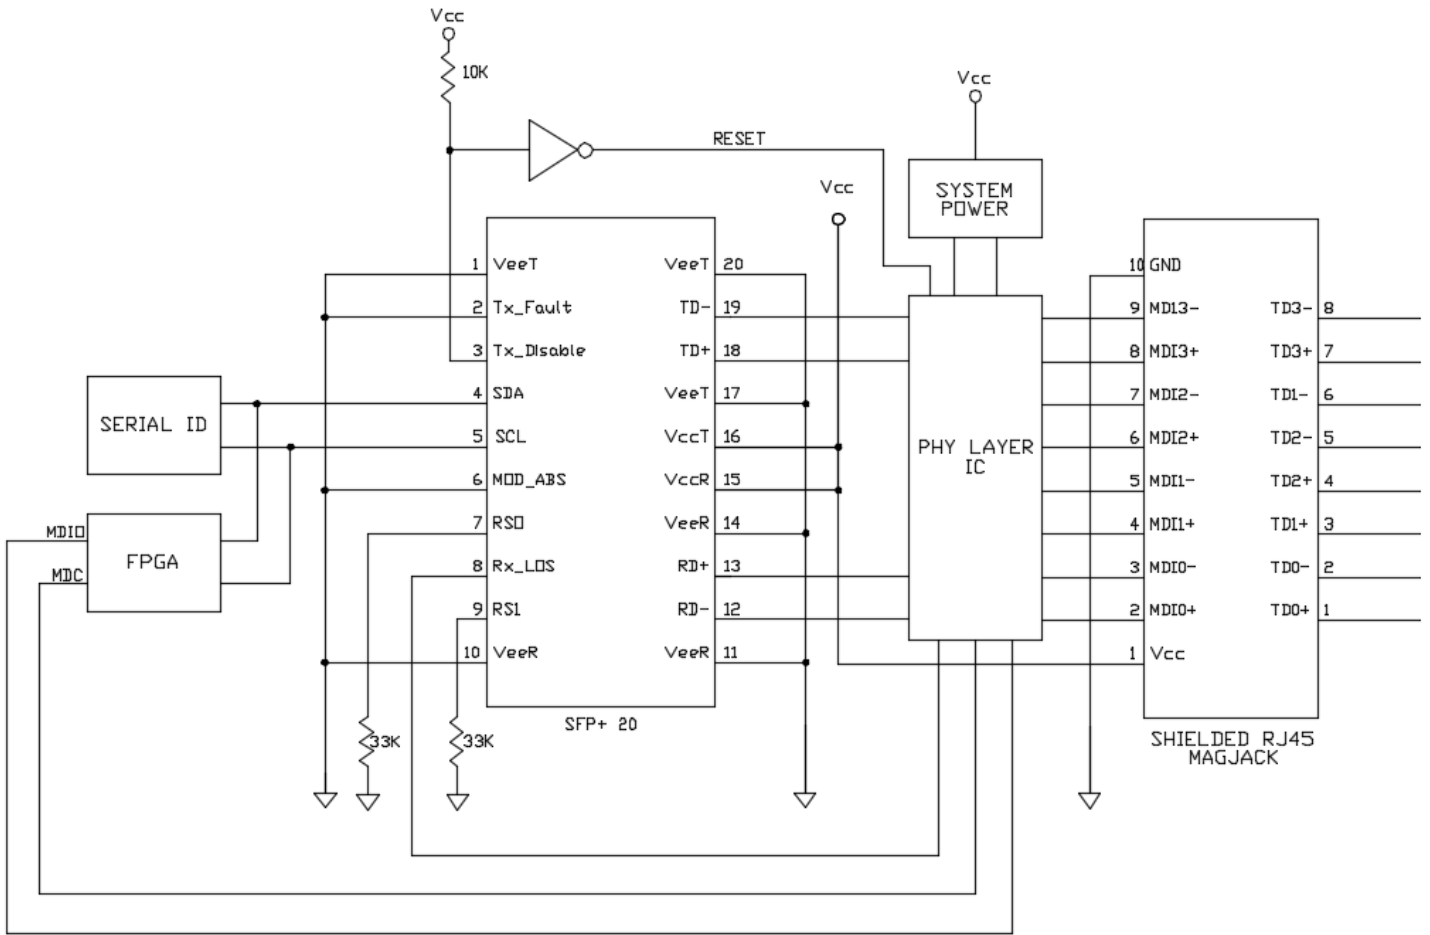 Vcc
10K
RESET
Vcc
SYSTEM
POWER
Vcc
1 VeeT
2 Tx_Fault
3 Tx_DIsable
4 SDA
5 SCL
6 MOD_ABS
7 RS0
8 Rx_LOS
9 RS1
10 VeeR
VeeT 20
TD- 19
TD+ 18
VeeT 17
VccT 16
VccR 15
VeeR 14
RD+ 13
RD- 12
VeeR 11
SFP+ 20
SERIAL ID
FPGA
MDIO
MDC
33K
33K
PHY LAYER
IC
10 GND
9 MD13-
8 MDI3+
7 MDI2-
6 MDI2+
5 MDI1-
4 MDI1+
3 MDI0-
2 MDI0+
1 Vcc
TD3- 8
TD3+ 7
TD1- 6
TD2- 5
TD2+ 4
TD1+ 3
TD0- 2
TD0+ 1
SHIELDED RJ45
MAGJACK